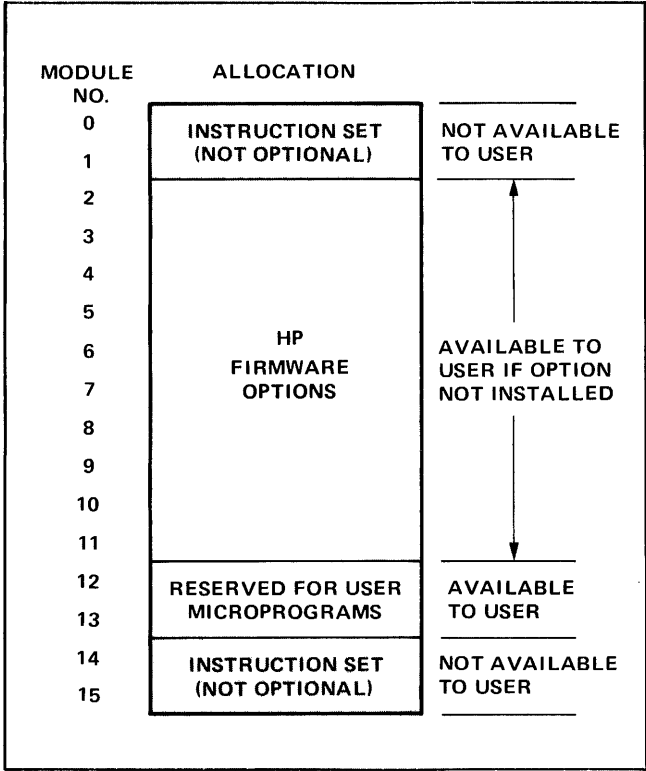 MODULE NO.
ALLOCATION
0
1
2
3
4
5
6
7
8
9
10
11
12
13
14
15
INSTRUCTION SET
(NOT OPTIONAL)
NOT AVAILABLE
TO USER
HP
FIRMWARE
OPTIONS
AVAILABLE TO
USER IF OPTION
NOT INSTALLED
RESERVED FOR USER
MICROPROGRAMS
AVAILABLE
TO USER
INSTRUCTION SET
(NOT OPTIONAL)
NOT AVAILABLE
TO USER